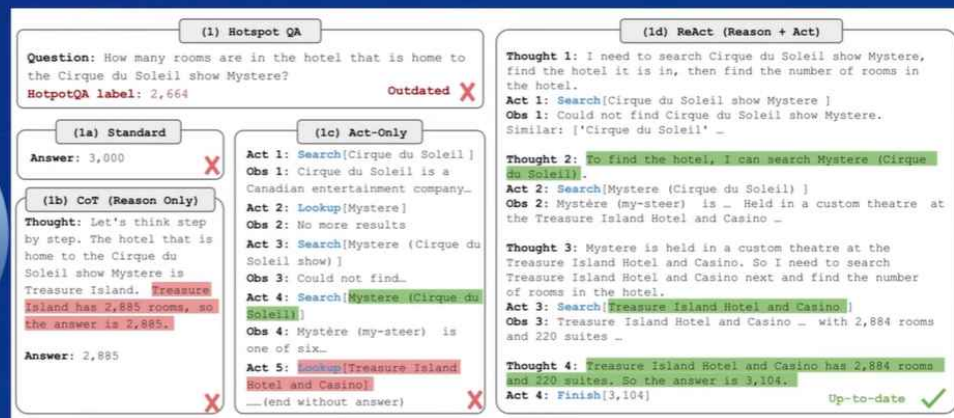 (1) Hotspot QA
Question: How many rooms are in the hotel that is home to
the Cirque du Soleil show Mystere?
HotpotQA label: 2,664
Outdated
(1a) Standard
Answer: 3,000
(1b) CoT (Reason Only)
Thought: Let's think step
by step. The hotel that is
home to the Cirque du
Soleil show Mystere is
Treasure Island. Treasure
Island has 2,885 rooms, so
the answer is 2,885.
Answer: 2,885
(1c) Act-Only
Act 1: Search[Cirque du Soleil ]
Obs 1: Cirque du Soleil is a
Canadian entertainment company…
Act 2: Lookup[Mystere]
Obs 2: No more results
Act 3: Search[Mystere (Cirque du
Soleil show) ]
Obs 3: Could not find…
Act 4: Search[Mystere (Cirque du
Soleil)]
Obs 4: Mystère (my-steer) is
one of six…
Act 5: Lookup[Treasure Island
Hotel and Casino]
……(end without answer)
(1d) ReAct (Reason + Act)
Thought 1: I need to search Cirque du Soleil show Mystere,
find the hotel it is in, then find the number of rooms in
the hotel.
Act 1: Search[Cirque du Soleil show Mystere ]
Obs 1: Could not find Cirque du Soleil show Mystere.
Similar: ['Cirque du Soleil' …
Thought 2: To find the hotel, I can search Mystere (Cirque
du Soleil).
Act 2: Search[Mystere (Cirque du Soleil) ]
Obs 2: Mystère (my-steer) is … Held in a custom theatre at
the Treasure Island Hotel and Casino …
Thought 3: Mystere is held in a custom theatre at the
Treasure Island Hotel and Casino. So I need to search
Treasure Island Hotel and Casino next and find the number
of rooms in the hotel.
Act 3: Search[Treasure Island Hotel and Casino ]
Obs 3: Treasure Island Hotel and Casino … with 2,884 rooms
and 220 suites …
Thought 4: Treasure Island Hotel and Casino has 2,884 rooms
and 220 suites. So the answer is 3,104.
Act 4: Finish[3,104]
Up-to-date